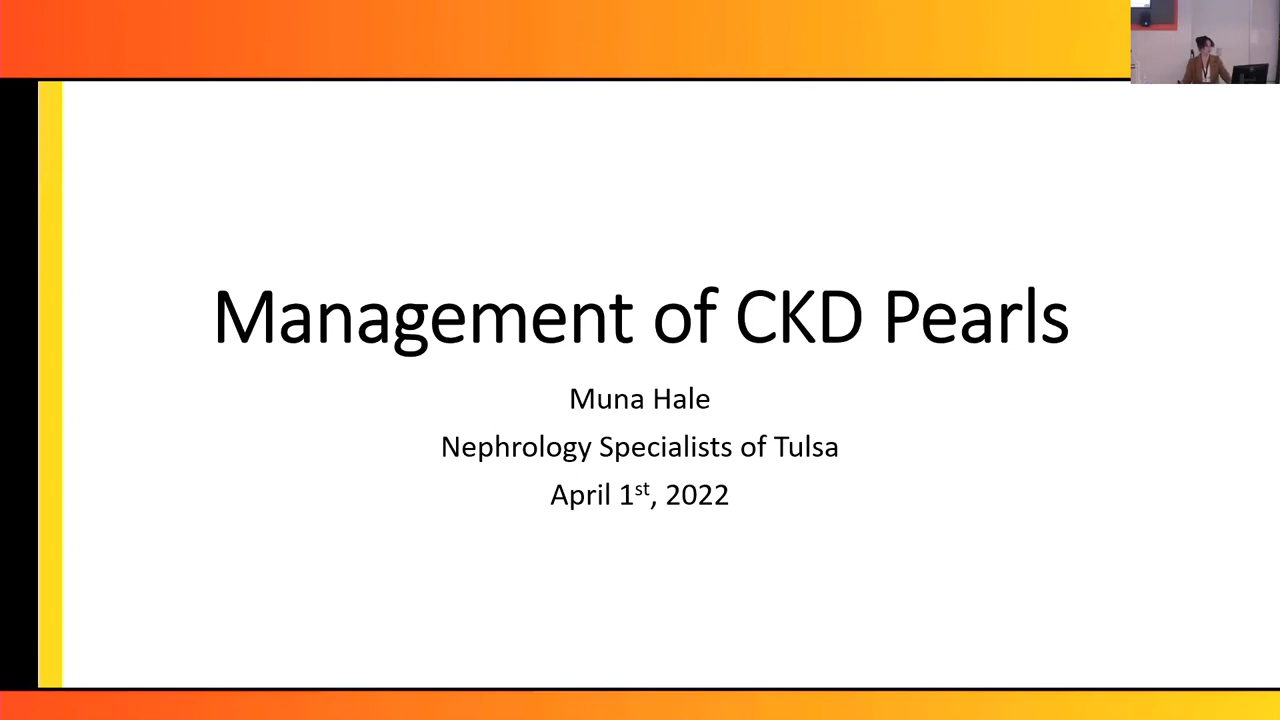 Management of CKD Pearls
Muna Hale
Nephrology Specialists of Tulsa
April 1st, 2022